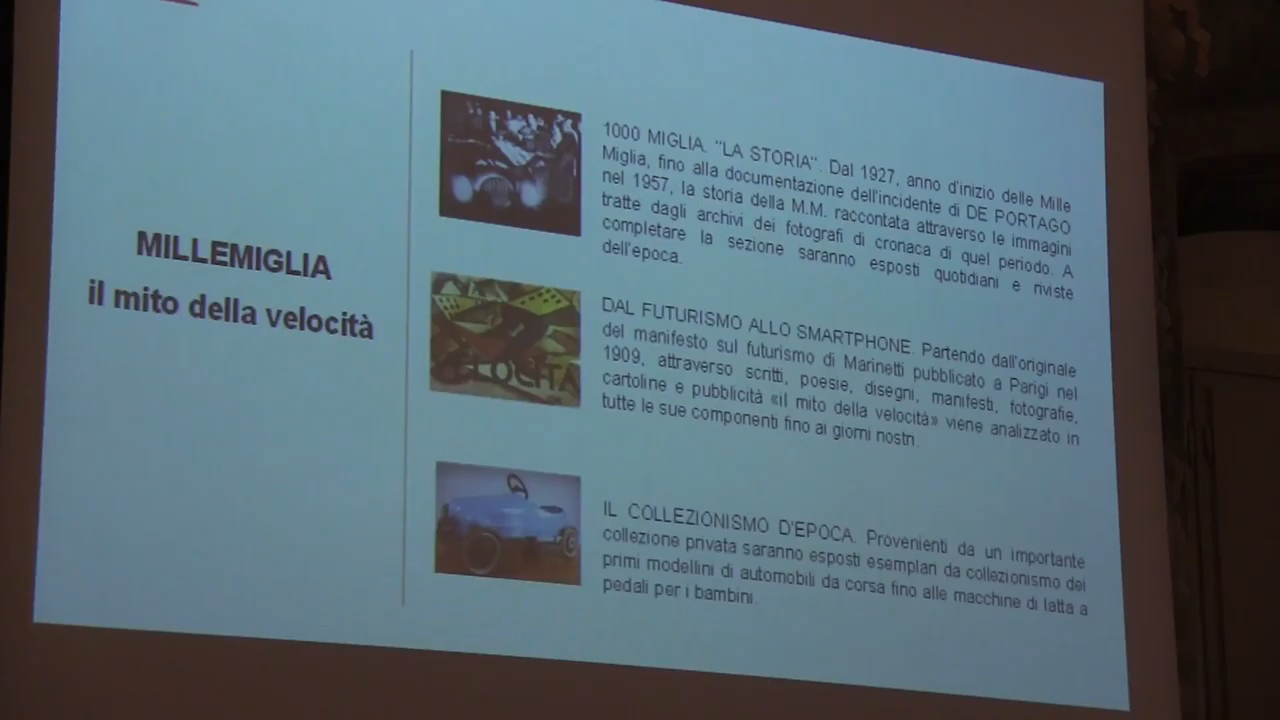 MILLEMIGLIA
il mito della velocità
1000 MIGLIA. "LA STORIA". Dal 1927, anno d'inizio delle Mille
Miglia, fino alla documentazione dell'incidente di DE PORTAGO
nel 1957, la storia della M.M. raccontata attraverso le immagini
tratte dagli archivi dei fotografi di cronaca di quel periodo. A
completare la sezione saranno esposti quotidiani e riviste
dell'epoca.
VELOCITA
DAL FUTURISMO ALLO SMARTPHONE. Partendo dall'originale
del manifesto sul futurismo di Marinetti pubblicato a Parigi nel
1909, attraverso scritti, poesie, disegni, manifesti, fotografie,
cartoline e pubblicità «il mito della velocità» viene analizzato in
tutte le sue componenti fino ai giorni nostri.
IL COLLEZIONISMO D'EPOCA. Provenienti da un importante
collezione privata saranno esposti esemplari da collezionismo dei
primi modellini di automobili da corsa fino alle macchine di latta a
pedali per i bambini.